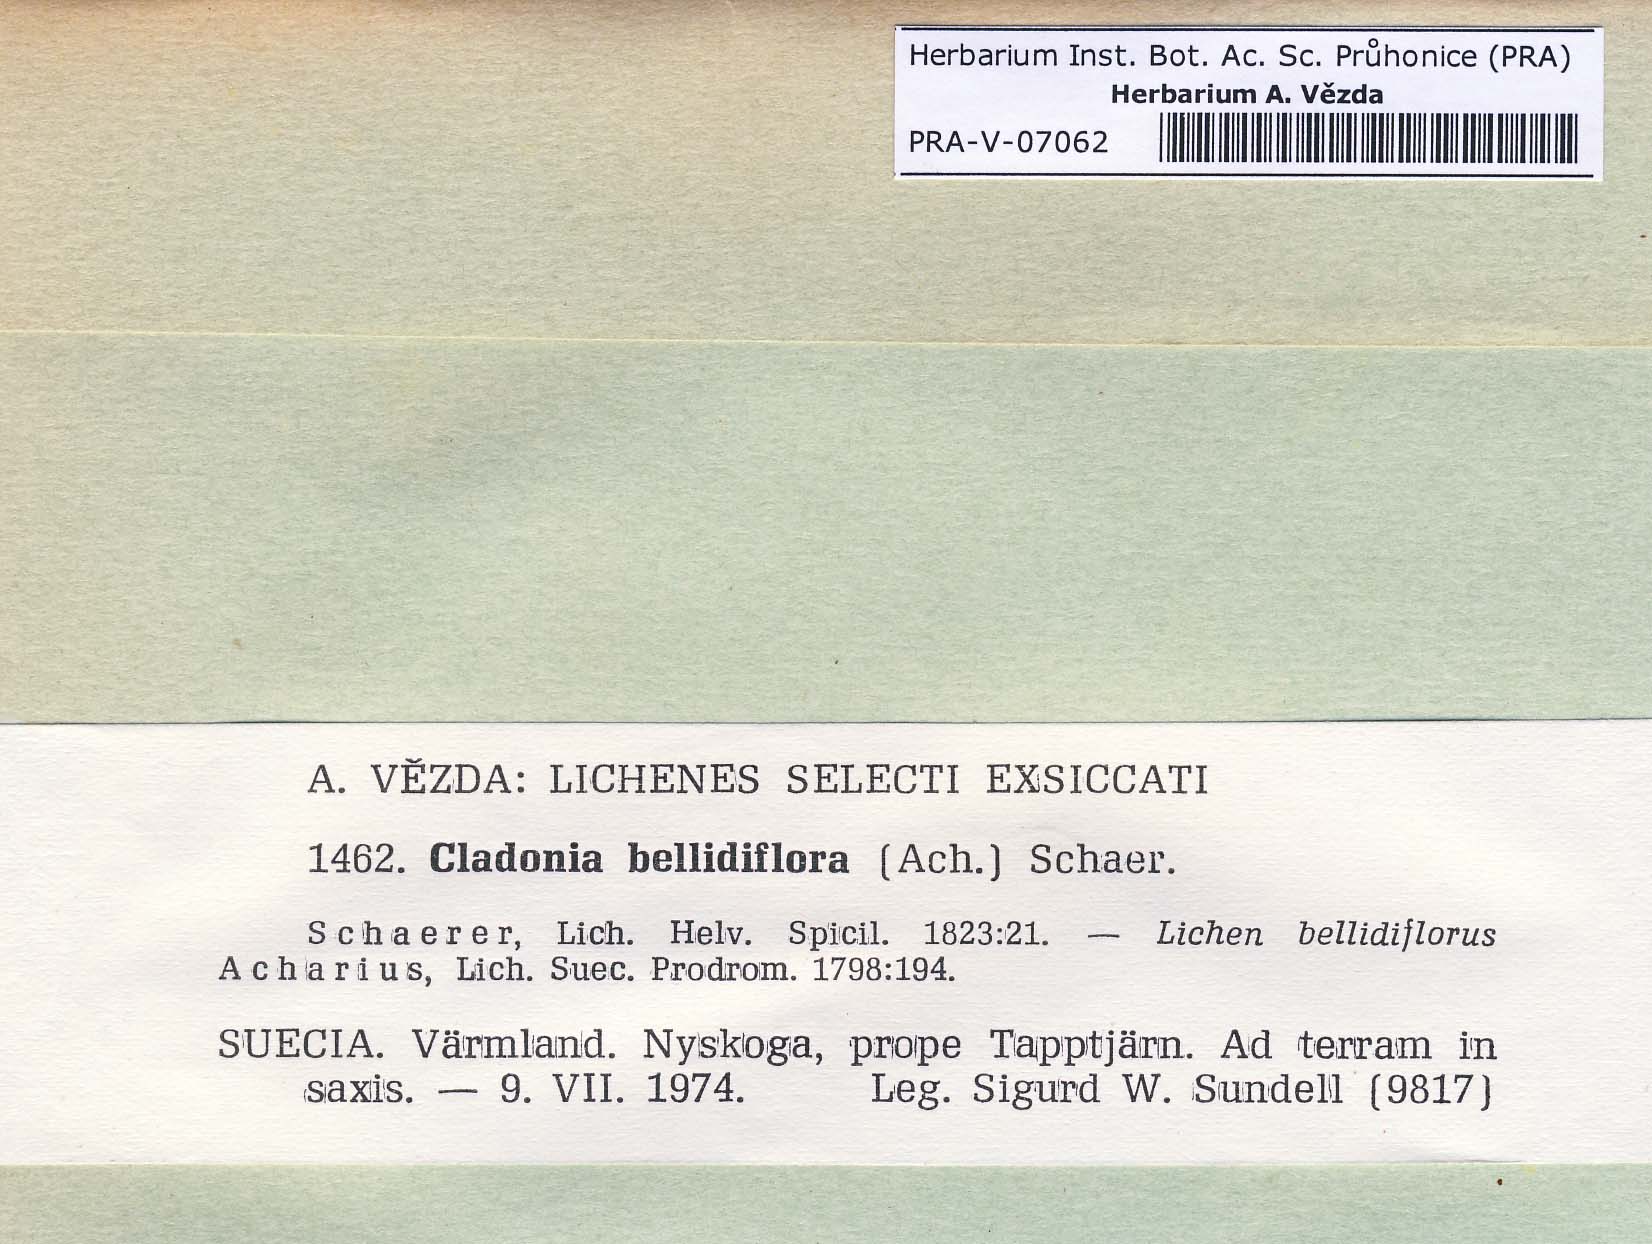 Herbarium Inst. Bot. Ac. Sc. Průhonice (PRA)
Herbarium A. Vězda
PRA-V-07062
A. VĚZDA: LICHENES SELECTI EXSICCATI
1462. Cladonia bellidiflora (Ach.) Schaer.
Schaerer, Lich. Helv. Spicil. 1823:21. — Lichen bellidiflorus
Acharius, Lich. Suec. Prodrom. 1798:194.
SUECIA. Värmland. Nyskoga, prope Tapptjärn. Ad terram in
saxis. — 9. VII. 1974. Leg. Sigurd W. Sundell (9817)